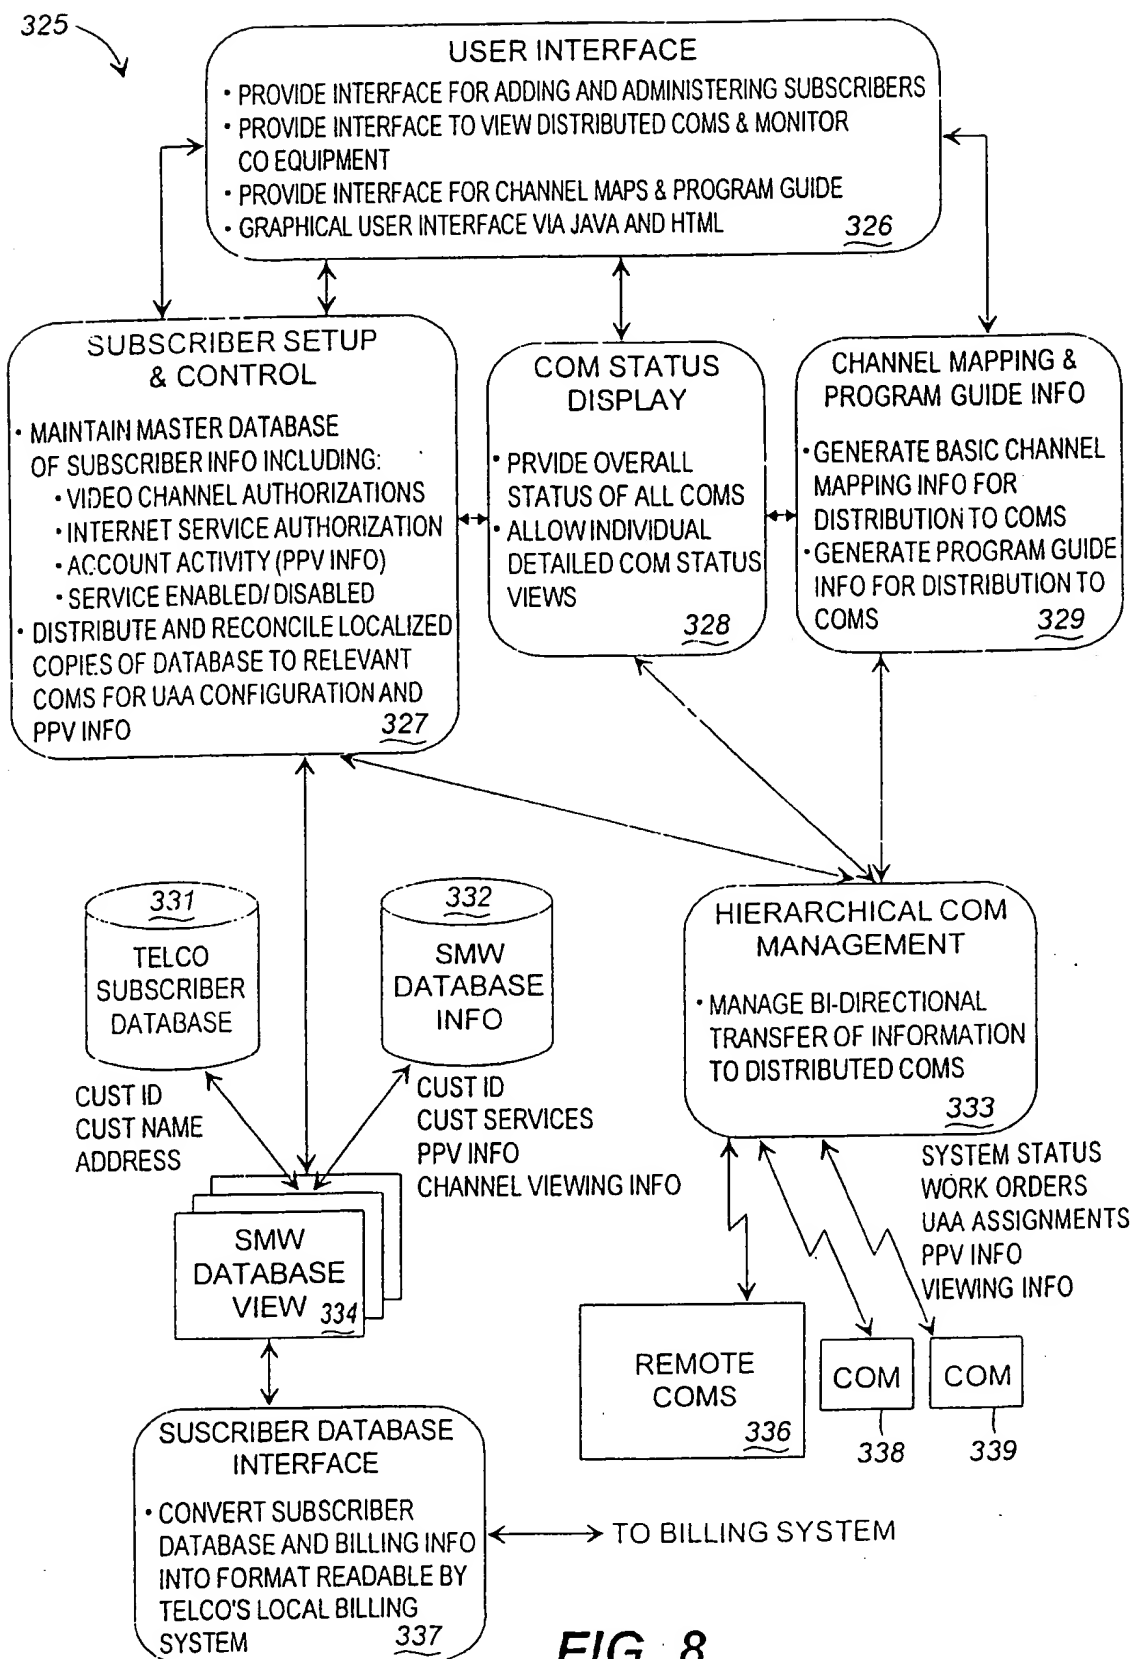 325
USER INTERFACE
• PROVIDE INTERFACE FOR ADDING AND ADMINISTERING SUBSCRIBERS
• PROVIDE INTERFACE TO VIEW DISTRIBUTED COMS & MONITOR
CO EQUIPMENT
• PROVIDE INTERFACE FOR CHANNEL MAPS & PROGRAM GUIDE
• GRAPHICAL USER INTERFACE VIA JAVA AND HTML
326
SUBSCRIBER SETUP
& CONTROL
• MAINTAIN MASTER DATABASE
OF SUBSCRIBER INFO INCLUDING:
• VIDEO CHANNEL AUTHORIZATIONS
• INTERNET SERVICE AUTHORIZATION
• ACCOUNT ACTIVITY (PPV INFO)
• SERVICE ENABLED/DISABLED
• DISTRIBUTE AND RECONCILE LOCALIZED
COPIES OF DATABASE TO RELEVANT
COMS FOR UAA CONFIGURATION AND
PPV INFO
327
COM STATUS
DISPLAY
• PRVIDE OVERALL
STATUS OF ALL COMS
• ALLOW INDIVIDUAL
DETAILED COM STATUS
VIEWS
328
CHANNEL MAPPING &
PROGRAM GUIDE INFO
• GENERATE BASIC CHANNEL
MAPPING INFO FOR
DISTRIBUTION TO COMS
• GENERATE PROGRAM GUIDE
INFO FOR DISTRIBUTION TO
COMS
329
331
TELCO
SUBSCRIBER
DATABASE
332
SMW
DATABASE
INFO
HIERARCHICAL COM
MANAGEMENT
• MANAGE BI-DIRECTIONAL
TRANSFER OF INFORMATION
TO DISTRIBUTED COMS
333
CUST ID
CUST NAME
ADDRESS
CUST ID
CUST SERVICES
PPV INFO
CHANNEL VIEWING INFO
SYSTEM STATUS
WORK ORDERS
UAA ASSIGNMENTS
PPV INFO
VIEWING INFO
SMW
DATABASE
VIEW
334
REMOTE
COMS
336
COM
338
COM
339
SUSCRIBER DATABASE
INTERFACE
• CONVERT SUBSCRIBER
DATABASE AND BILLING INFO
INTO FORMAT READABLE BY
TELCO'S LOCAL BILLING
SYSTEM
337
TO BILLING SYSTEM
FIG. 8